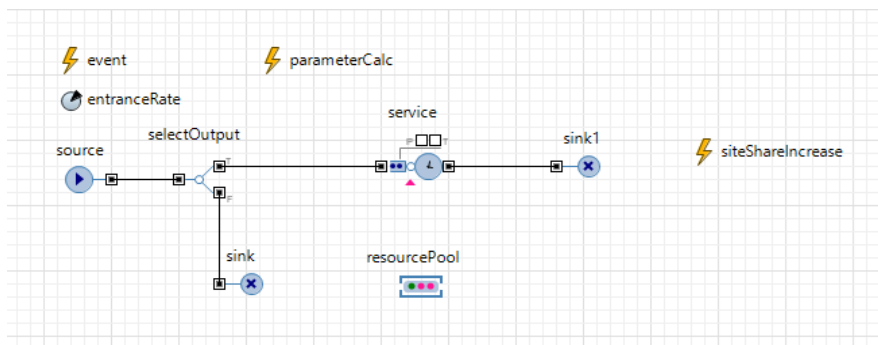 event
parameterCalc
entranceRate
service
selectOutput
sink1
source
siteShareIncrease
T
P
T
F
sink
resourcePool